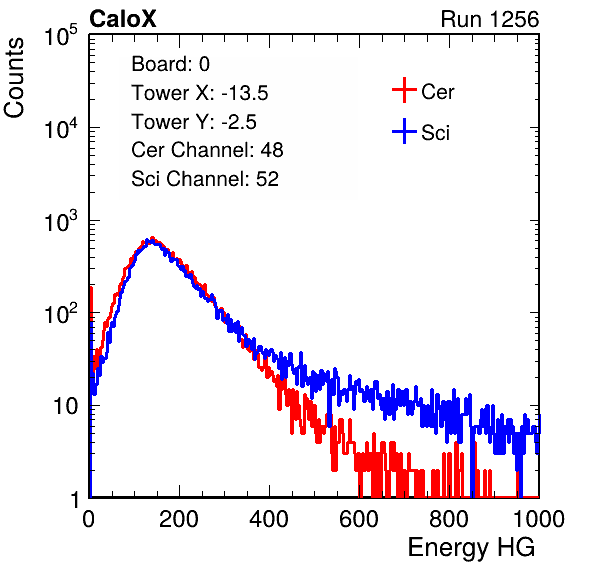 CaloX Run 1256
Counts
Board: 0
Tower X: -13.5
Tower Y: -2.5
Cer Channel: 48
Sci Channel: 52
Cer
Sci
10^5
10^4
10^3
10^2
10
1
0 200 400 600 800 1000
Energy HG